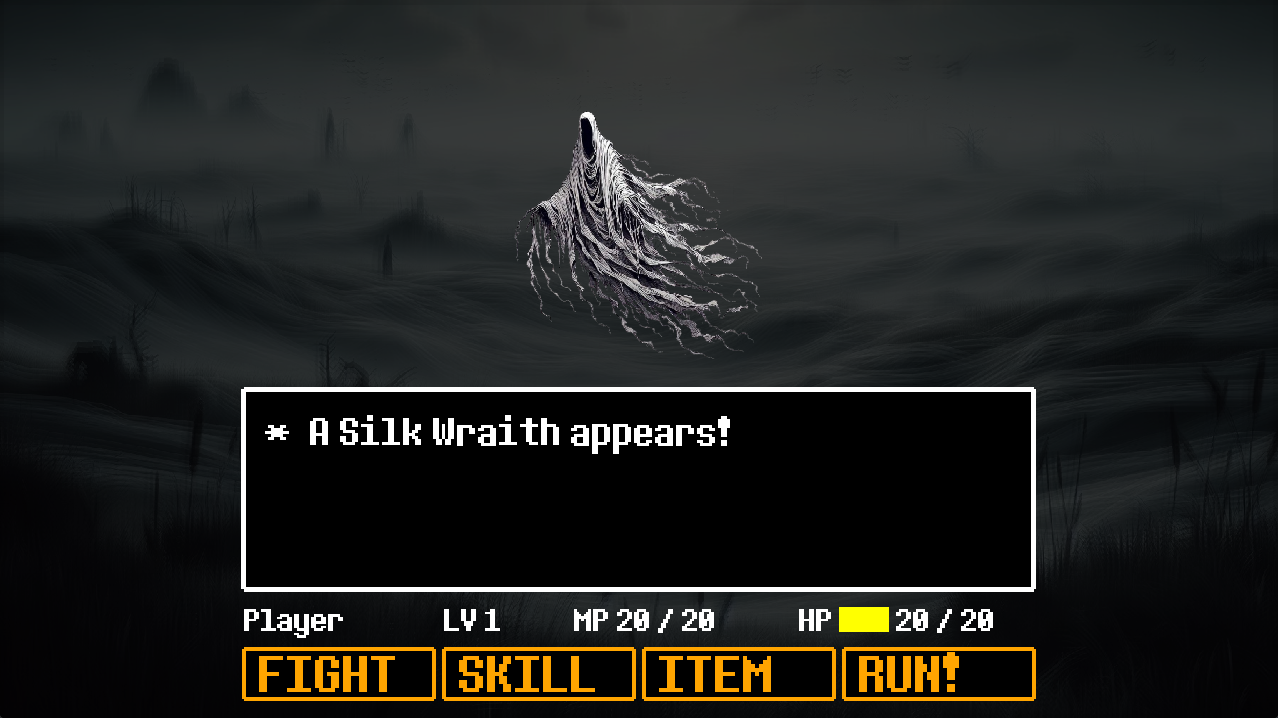 * A Silk Wraith appears!
Player LV 1 MP 20 / 20 HP 20 / 20
FIGHT SKILL ITEM RUN!